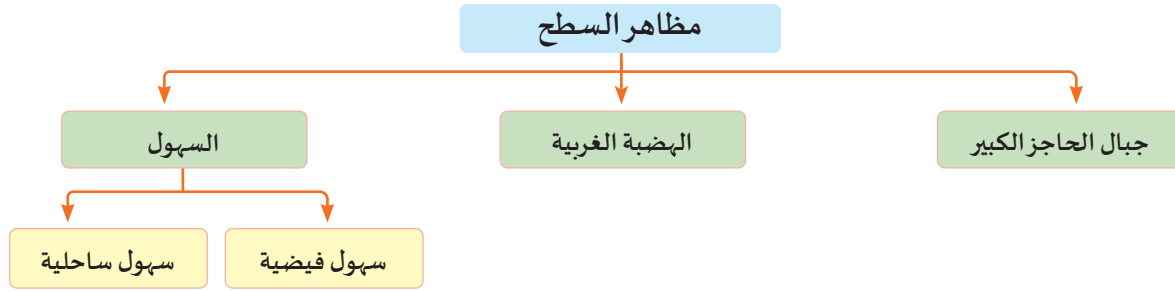 مظاهر السطح
جبال الحاجز الكبير
الهضبة الغربية
السهول
سهول فيضية
سهول ساحلية